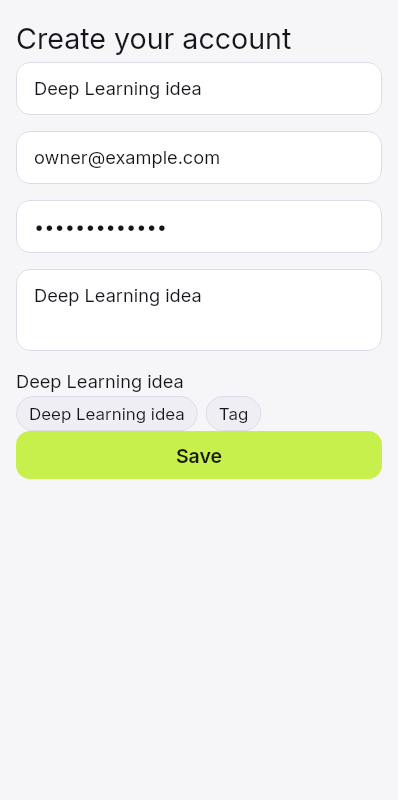 Create your account
Deep Learning idea
owner@example.com
•••••••••••••
Deep Learning idea
Deep Learning idea
Deep Learning idea Tag
Save